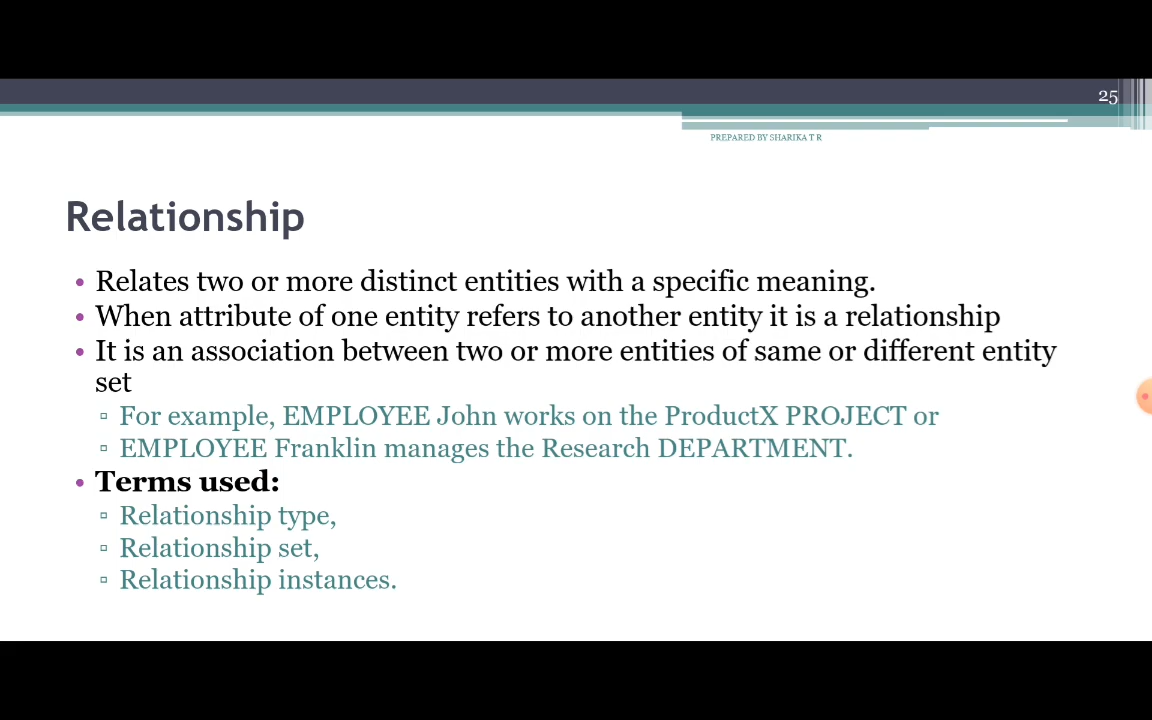 25
PREPARED BY SHARIKA T R
Relationship
• Relates two or more distinct entities with a specific meaning.
• When attribute of one entity refers to another entity it is a relationship
• It is an association between two or more entities of same or different entity
set
▫ For example, EMPLOYEE John works on the ProductX PROJECT or
▫ EMPLOYEE Franklin manages the Research DEPARTMENT.
• Terms used:
▫ Relationship type,
▫ Relationship set,
▫ Relationship instances.